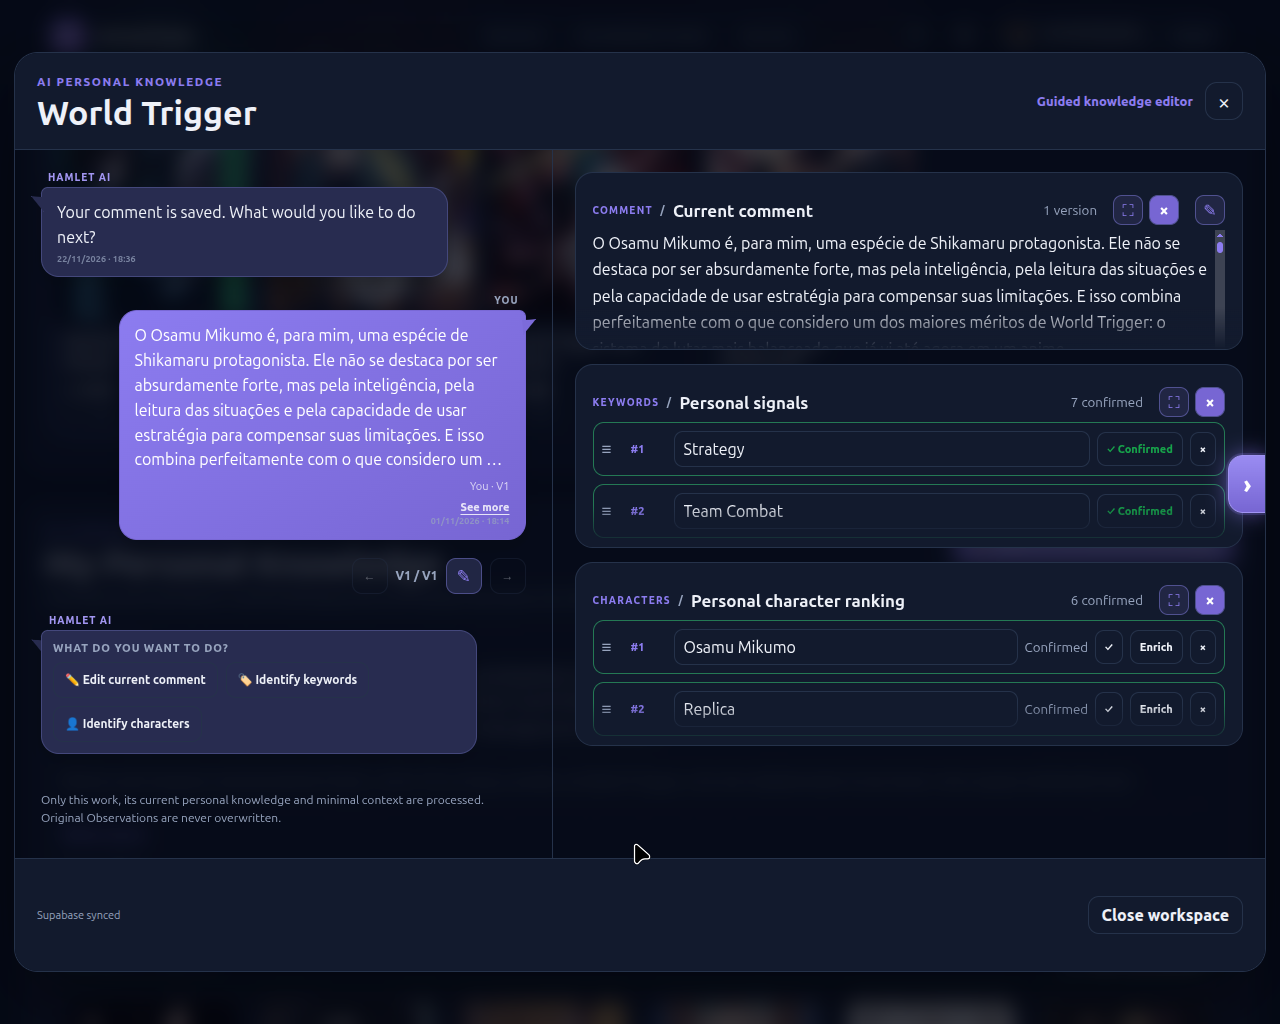 AI PERSONAL KNOWLEDGE
World Trigger
Guided knowledge editor
×
HAMLET AI
Your comment is saved. What would you like to do
next?
22/11/2026 · 18:36
YOU
O Osamu Mikumo é, para mim, uma espécie de
Shikamaru protagonista. Ele não se destaca por ser
absurdamente forte, mas pela inteligência, pela
leitura das situações e pela capacidade de usar
estratégia para compensar suas limitações. E isso
combina perfeitamente com o que considero um ...
You · V1
See more
01/11/2026 · 18:14
← V1 / V1 ✎ →
HAMLET AI
WHAT DO YOU WANT TO DO?
✏️ Edit current comment 🏷️ Identify keywords
👤 Identify characters
Only this work, its current personal knowledge and minimal context are processed.
Original Observations are never overwritten.
COMMENT / Current comment 1 version ⛶ × ✎
O Osamu Mikumo é, para mim, uma espécie de Shikamaru protagonista. Ele não se
destaca por ser absurdamente forte, mas pela inteligência, pela leitura das situações e
pela capacidade de usar estratégia para compensar suas limitações. E isso combina
perfeitamente com o que considero um dos maiores méritos de World Trigger: o
KEYWORDS / Personal signals 7 confirmed ⛶ ×
≡ #1 Strategy ✓ Confirmed ×
≡ #2 Team Combat ✓ Confirmed ×
›
CHARACTERS / Personal character ranking 6 confirmed ⛶ ×
≡ #1 Osamu Mikumo Confirmed ✓ Enrich ×
≡ #2 Replica Confirmed ✓ Enrich ×
Supabase synced
Close workspace